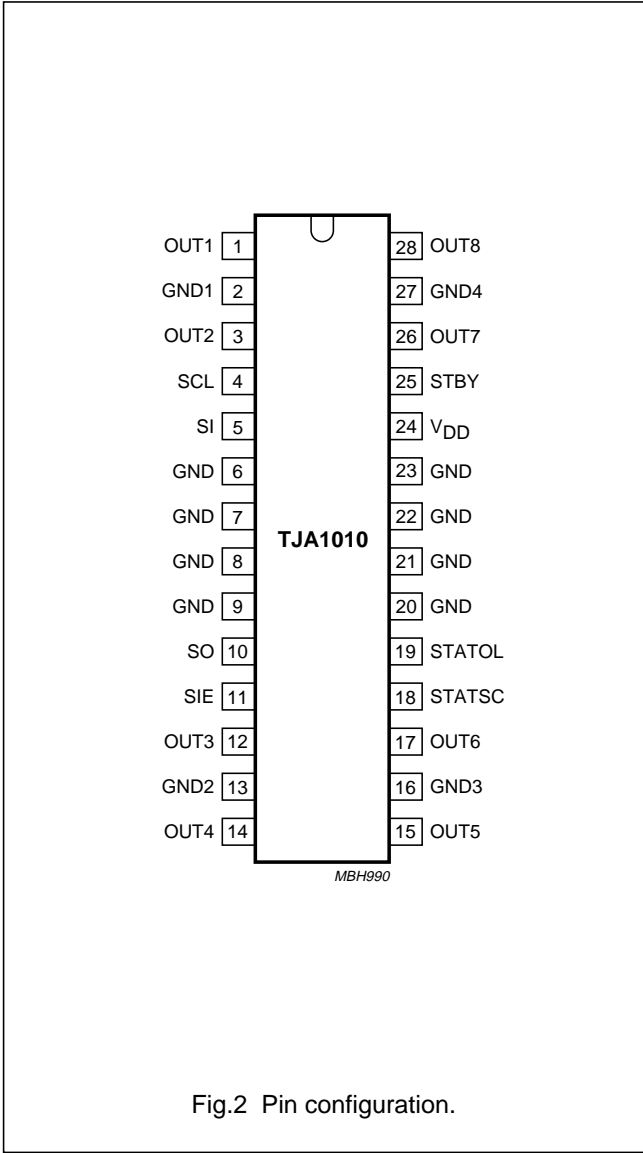 OUT1 1 28 OUT8
GND1 2 27 GND4
OUT2 3 26 OUT7
SCL 4 25 STBY
SI 5 24 VDD
GND 6 23 GND
GND 7 22 GND
TJA1010
GND 8 21 GND
GND 9 20 GND
SO 10 19 STATOL
SIE 11 18 STATSC
OUT3 12 17 OUT6
GND2 13 16 GND3
OUT4 14 15 OUT5
MBH990
Fig.2 Pin configuration.